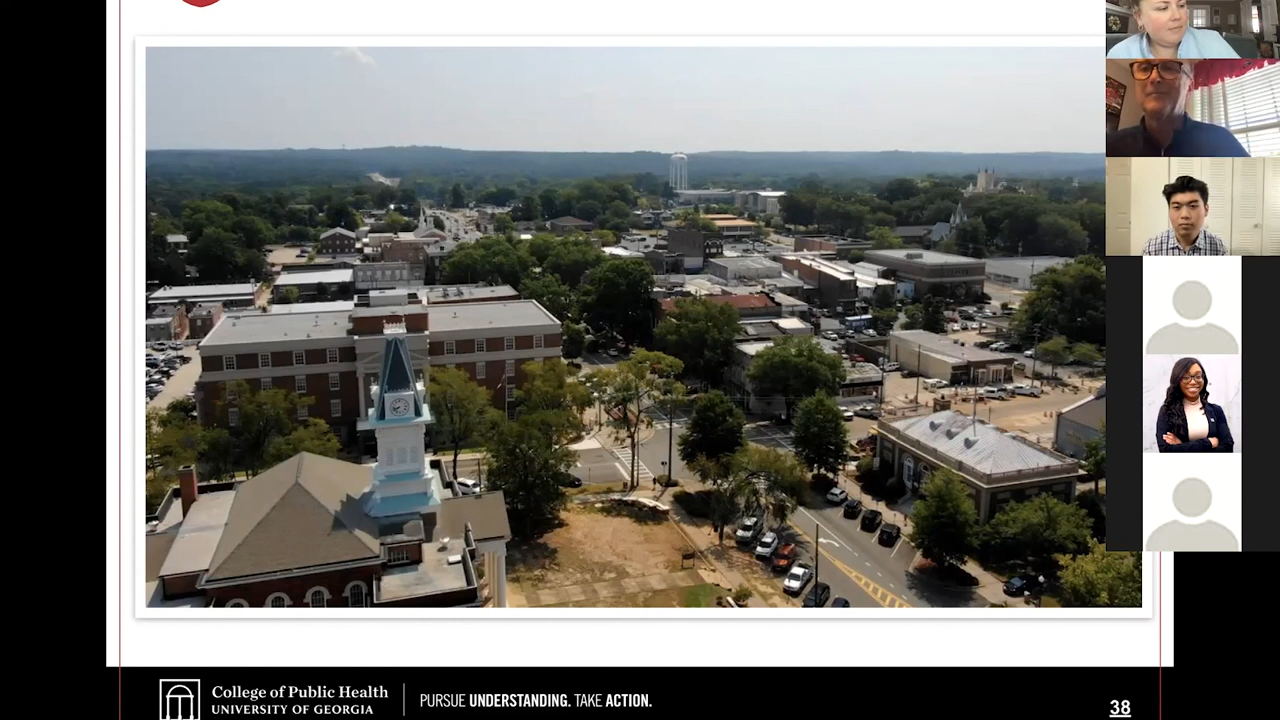 College of Public Health
UNIVERSITY OF GEORGIA
PURSUE UNDERSTANDING. TAKE ACTION.
38